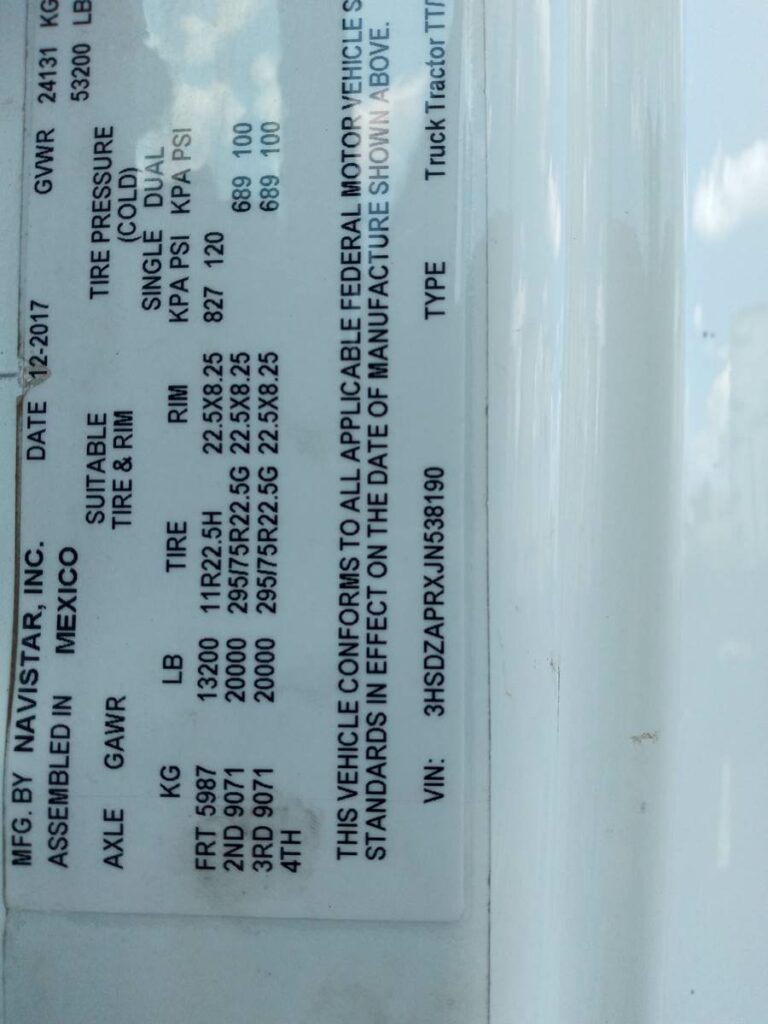 MFG. BY NAVISTAR, INC. DATE 12-2017 GVWR 24131 KG
ASSEMBLED IN MEXICO 53200 LB
SUITABLE TIRE PRESSURE
AXLE GAWR TIRE & RIM (COLD)
SINGLE DUAL
KG LB TIRE RIM KPA PSI KPA PSI
FRT 5987 13200 11R22.5H 22.5X8.25 827 120
2ND 9071 20000 295/75R22.5G 22.5X8.25 689 100
3RD 9071 20000 295/75R22.5G 22.5X8.25 689 100
4TH
THIS VEHICLE CONFORMS TO ALL APPLICABLE FEDERAL MOTOR VEHICLE S
STANDARDS IN EFFECT ON THE DATE OF MANUFACTURE SHOWN ABOVE.
VIN: 3HSDZAPRXJN538190 TYPE Truck Tractor TT/